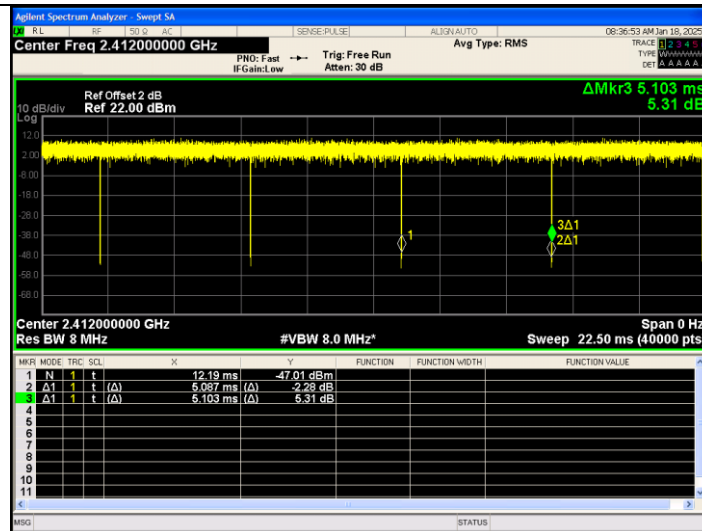 Agilent Spectrum Analyzer - Swept SA
RL RF 50 Ω AC SENSE:PULSE ALIGN AUTO 08:36:53 AM Jan 18, 2025
Center Freq 2.412000000 GHz Avg Type: RMS TRACE 1 2 3 4 5
PNO: Fast Trig: Free Run TYPE
IFGain:Low Atten: 30 dB DET A A A A A
ΔMkr3 5.103 ms
5.31 dB
Ref Offset 2 dB
10 dB/div Ref 22.00 dBm
Log
12.0
2.00
-8.00
-18.0
-28.0
-38.0
-48.0
-58.0
-68.0
1
3Δ1
2Δ1
Center 2.412000000 GHz Span 0 Hz
Res BW 8 MHz #VBW 8.0 MHz* Sweep 22.50 ms (40000 pts
MKR MODE TRC SCL X Y FUNCTION FUNCTION WIDTH FUNCTION VALUE
1 N 1 t 12.19 ms -47.01 dBm
2 Δ1 1 t (Δ) 5.087 ms (Δ) -2.28 dB
3 Δ1 1 t (Δ) 5.103 ms (Δ) 5.31 dB
4
5
6
7
8
9
10
11
MSG STATUS